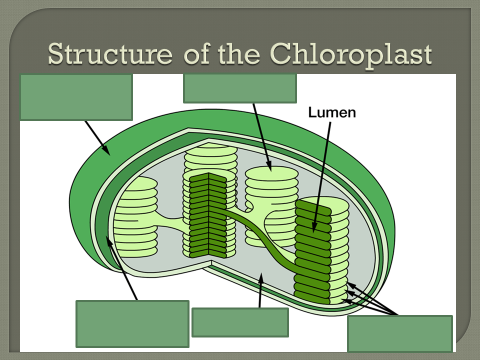 Structure of the Chloroplast
Lumen